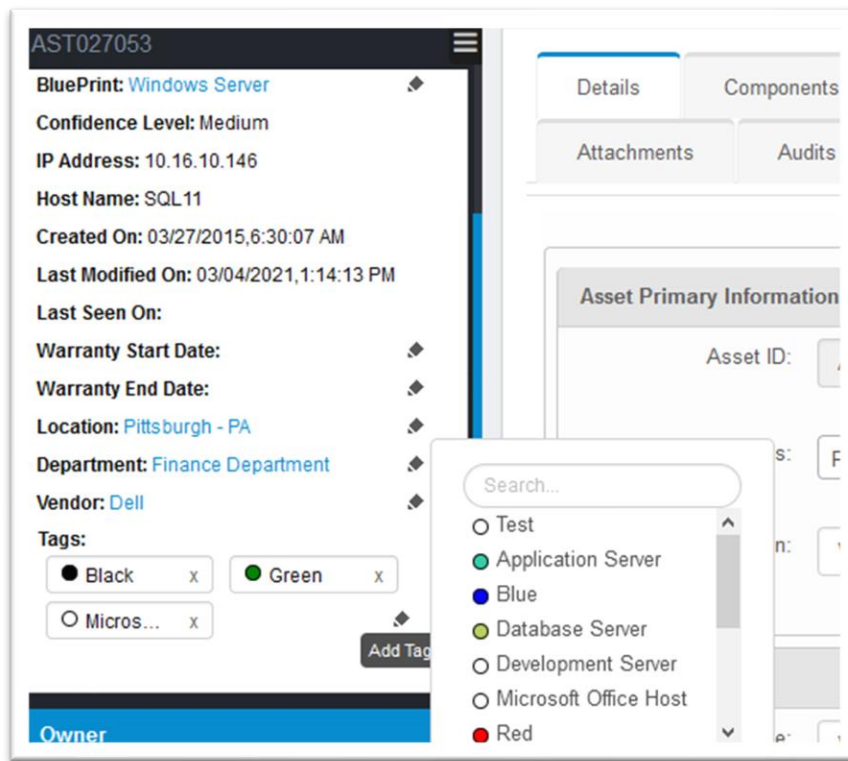 AST027053
BluePrint: Windows Server
Confidence Level: Medium
IP Address: 10.16.10.146
Host Name: SQL11
Created On: 03/27/2015,6:30:07 AM
Last Modified On: 03/04/2021,1:14:13 PM
Last Seen On:
Warranty Start Date:
Warranty End Date:
Location: Pittsburgh - PA
Department: Finance Department
Vendor: Dell
Tags:
Black x
Green x
Micros... x
Add Tag
Owner
Search...
Test
Application Server
Blue
Database Server
Development Server
Microsoft Office Host
Red
Details
Components
Attachments
Audits
Asset Primary Information
Asset ID:
s:
n:
e: